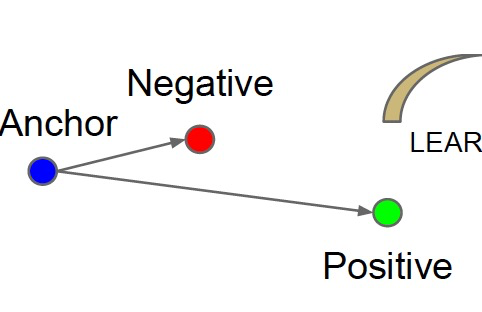 Negative
Anchor
LEAR
Positive